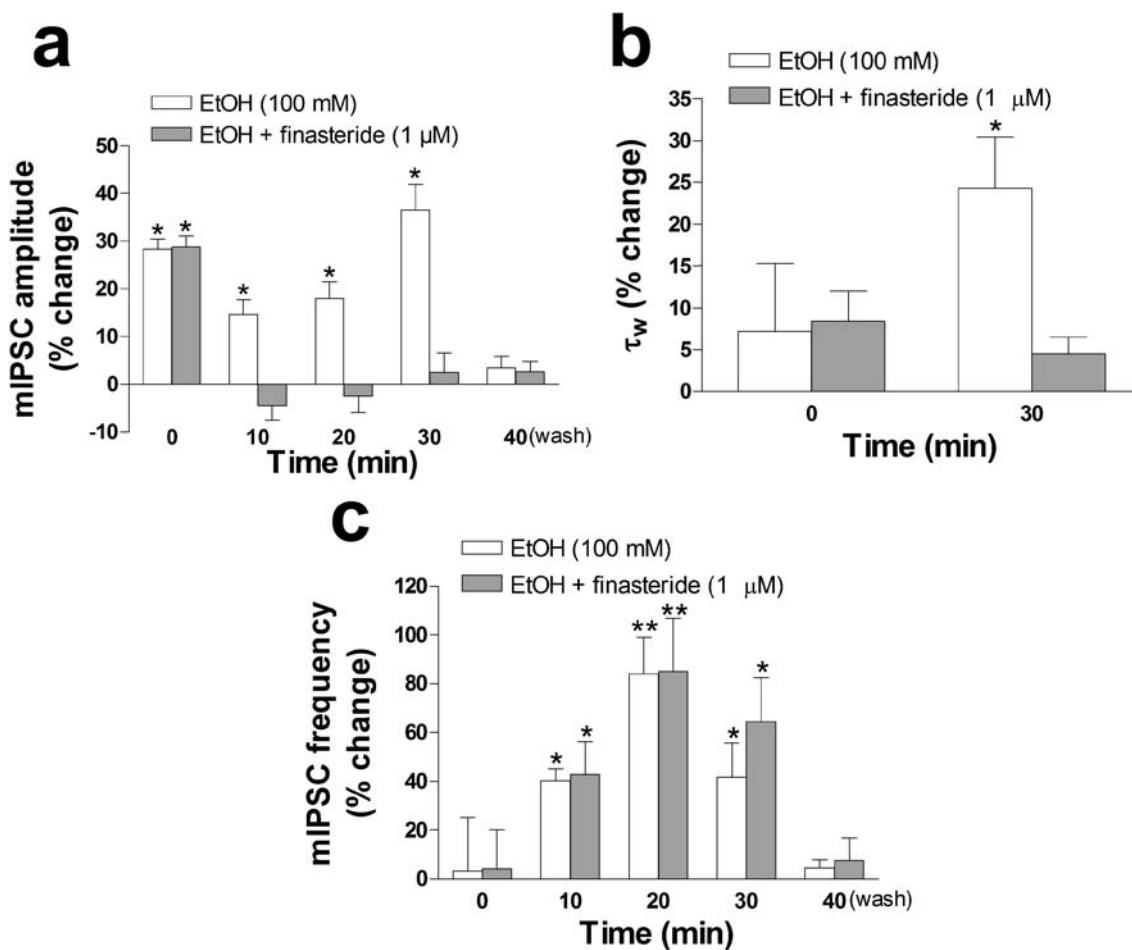 a
EtOH (100 mM)
EtOH + finasteride (1 µM)
mIPSC amplitude
(% change)
50
40
30
20
10
0
-10
*
*
*
*
*
0
10
20
30
40(wash)
Time (min)
b
EtOH (100 mM)
EtOH + finasteride (1 µM)
τw (% change)
35
30
25
20
15
10
5
0
*
0
30
Time (min)
c
EtOH (100 mM)
EtOH + finasteride (1 µM)
mIPSC frequency
(% change)
120
100
80
60
40
20
0
*
*
**
**
*
*
0
10
20
30
40(wash)
Time (min)